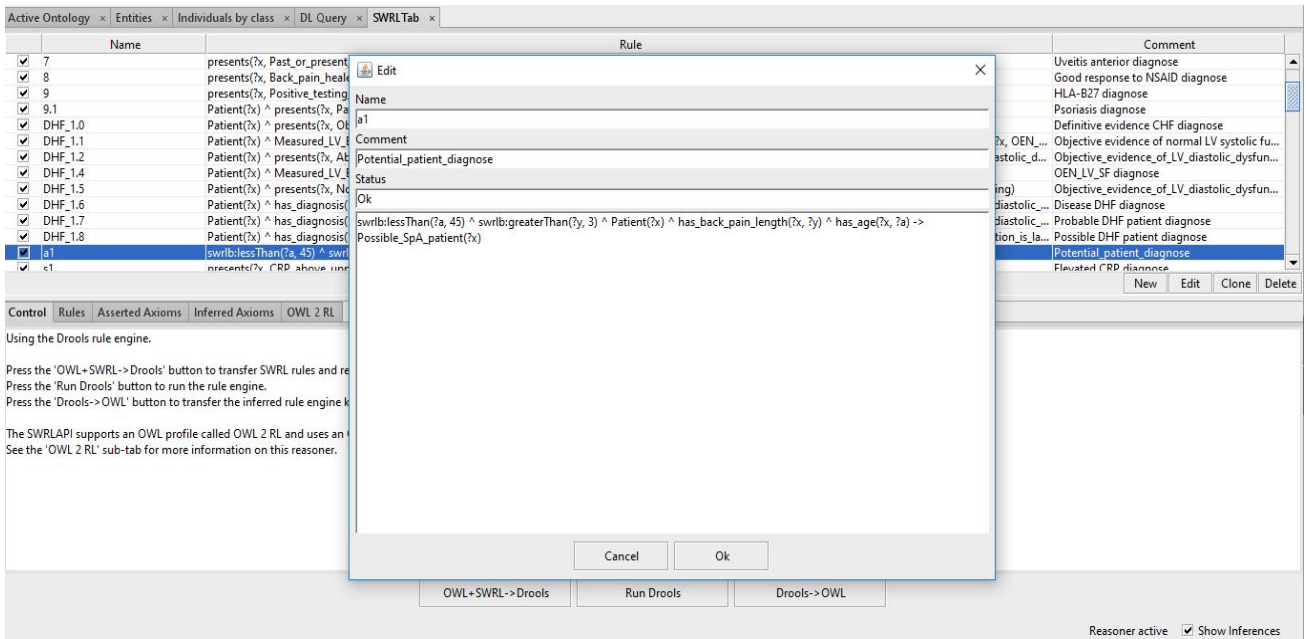 Active Ontology × Entities × Individuals by class × DL Query × SWRLTab ×
Name Rule Comment
7 presents(?x, Past_or_present Uveitis anterior diagnose
8 presents(?x, Back_pain_heale Good response to NSAID diagnose
9 presents(?x, Positive_testing HLA-B27 diagnose
9.1 Patient(?x) ^ presents(?x, Pa Psoriasis diagnose
DHF_1.0 Patient(?x) ^ presents(?x, Ob Definitive evidence CHF diagnose
DHF_1.1 Patient(?x) ^ Measured_LV_E ?x, OEN_... Objective evidence of normal LV systolic fu...
DHF_1.2 Patient(?x) ^ presents(?x, Ab astolic_d... Objective_evidence_of_LV_diastolic_dysfun...
DHF_1.4 Patient(?x) ^ Measured_LV_E OEN_LV_SF diagnose
DHF_1.5 Patient(?x) ^ presents(?x, No ing) Objective_evidence_of_LV_diastolic_dysfun...
DHF_1.6 Patient(?x) ^ has_diagnosis( diastolic_... Disease DHF diagnose
DHF_1.7 Patient(?x) ^ has_diagnosis( diastolic_... Probable DHF patient diagnose
DHF_1.8 Patient(?x) ^ has_diagnosis( tion_is_la... Possible DHF patient diagnose
a1 swrlb:lessThan(?a, 45) ^ swrl Potential_patient_diagnose
s1 presents(?x, CRP_above_upp Elevated CRP diagnose
New Edit Clone Delete
Edit
Name
a1
Comment
Potential_patient_diagnose
Status
Ok
swrlb:lessThan(?a, 45) ^ swrlb:greaterThan(?y, 3) ^ Patient(?x) ^ has_back_pain_length(?x, ?y) ^ has_age(?x, ?a) ->
Possible_SpA_patient(?x)
Cancel Ok
Control Rules Asserted Axioms Inferred Axioms OWL 2 RL
Using the Drools rule engine.
Press the 'OWL+SWRL->Drools' button to transfer SWRL rules and re
Press the 'Run Drools' button to run the rule engine.
Press the 'Drools->OWL' button to transfer the inferred rule engine k
The SWRLAPI supports an OWL profile called OWL 2 RL and uses an
See the 'OWL 2 RL' sub-tab for more information on this reasoner.
OWL+SWRL->Drools Run Drools Drools->OWL
Reasoner active Show Inferences